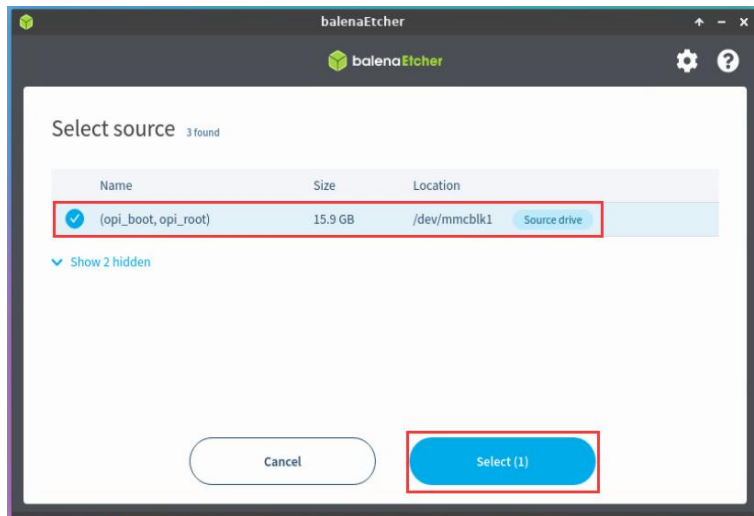 balenaEtcher
balenaEtcher
Select source 3 found
Name Size Location
(opi_boot, opi_root) 15.9 GB /dev/mmcblk1 Source drive
Show 2 hidden
Cancel Select (1)